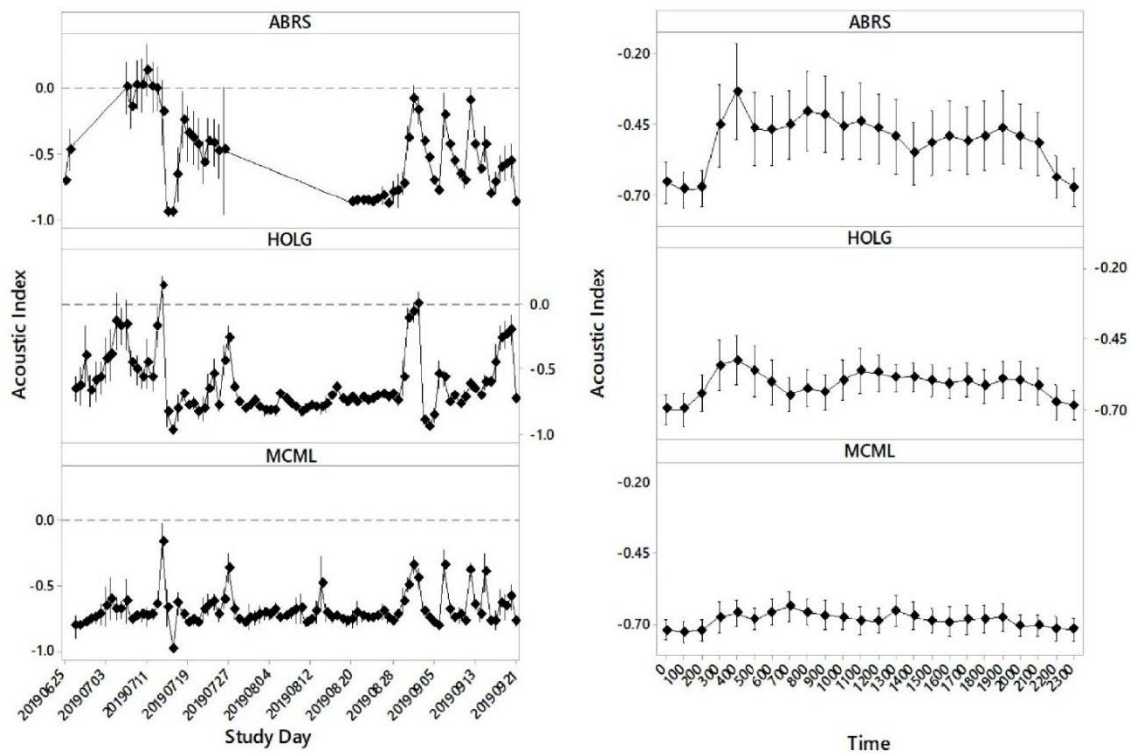 ABRS
0.0
-0.5
-1.0
HOLG
0.0
-0.5
-1.0
MCML
0.0
-0.5
-1.0
Acoustic Index
20190625 20190703 20190711 20190719 20190727 20190804 20190812 20190820 20190828 20190905 20190913 20190921
Study Day
ABRS
-0.20
-0.45
-0.70
HOLG
-0.20
-0.45
-0.70
MCML
-0.20
-0.45
-0.70
Acoustic Index
0 100 200 300 400 500 600 700 800 900 1000 1100 1200 1300 1400 1500 1600 1700 1800 1900 2000 2100 2200 2300
Time